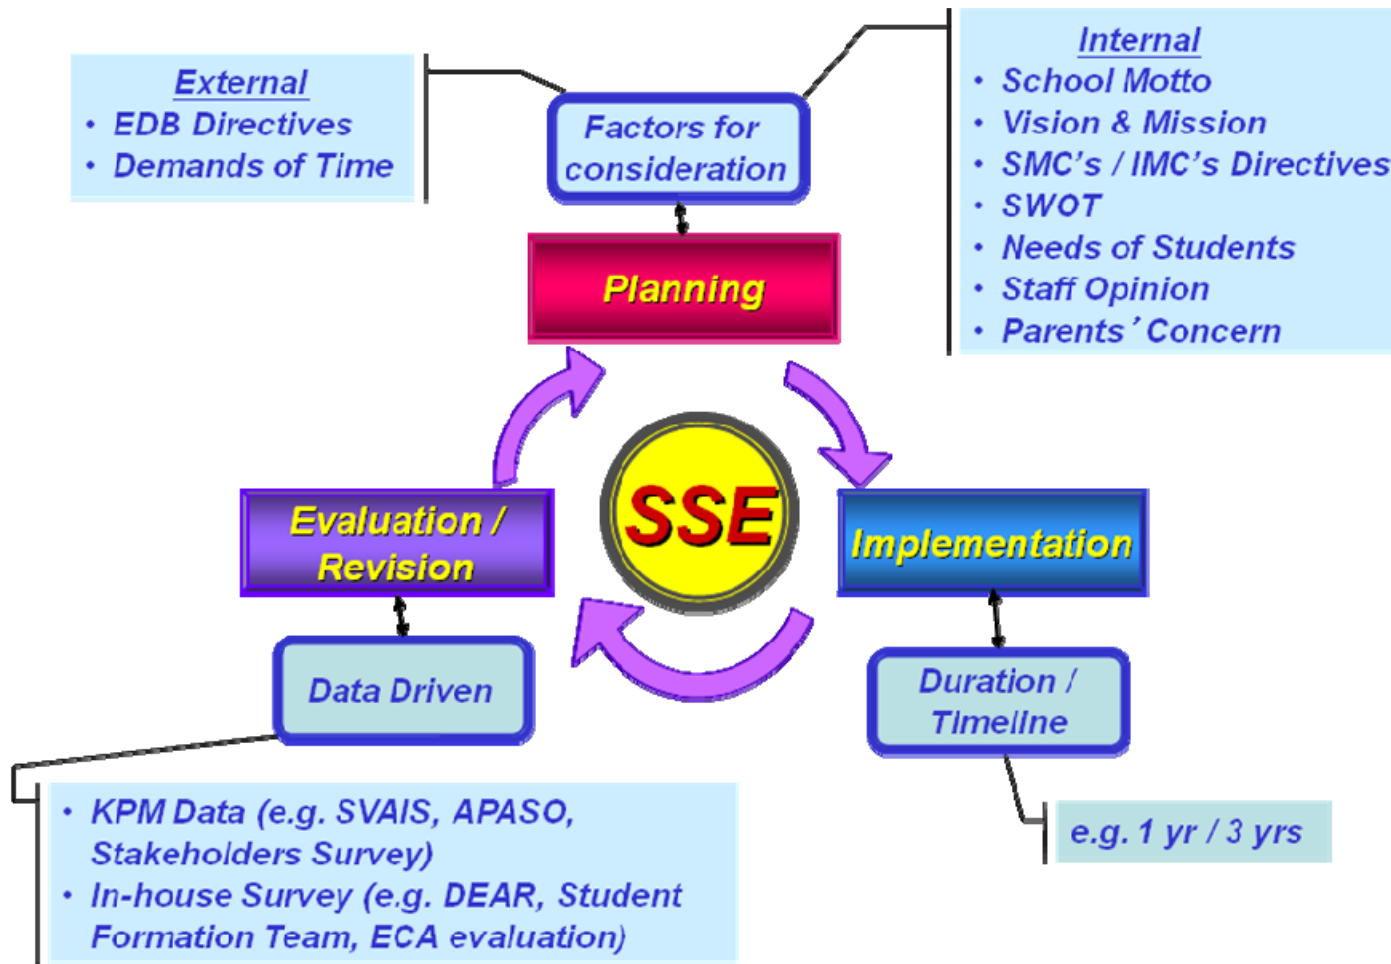 External
• EDB Directives
• Demands of Time
Factors for
consideration
Internal
• School Motto
• Vision & Mission
• SMC's / IMC's Directives
• SWOT
• Needs of Students
• Staff Opinion
• Parents' Concern
Planning
SSE
Evaluation /
Revision
Implementation
Data Driven
Duration /
Timeline
• KPM Data (e.g. SVAIS, APASO,
Stakeholders Survey)
• In-house Survey (e.g. DEAR, Student
Formation Team, ECA evaluation)
e.g. 1 yr / 3 yrs